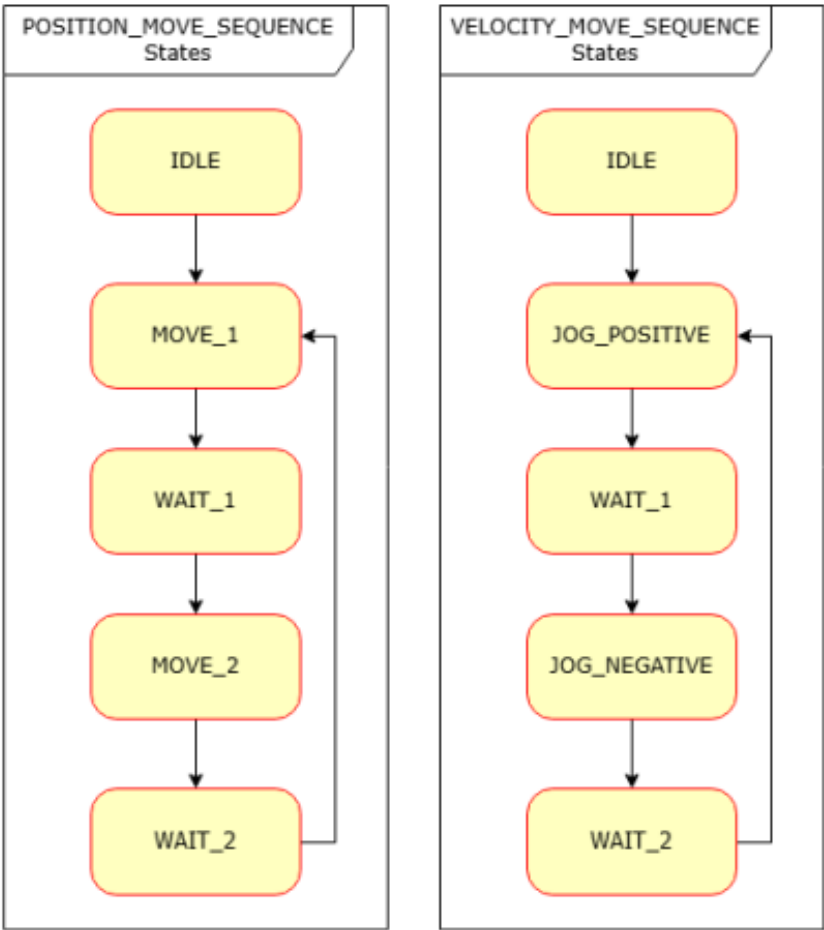 POSITION_MOVE_SEQUENCE
States
IDLE
MOVE_1
WAIT_1
MOVE_2
WAIT_2
VELOCITY_MOVE_SEQUENCE
States
IDLE
JOG_POSITIVE
WAIT_1
JOG_NEGATIVE
WAIT_2